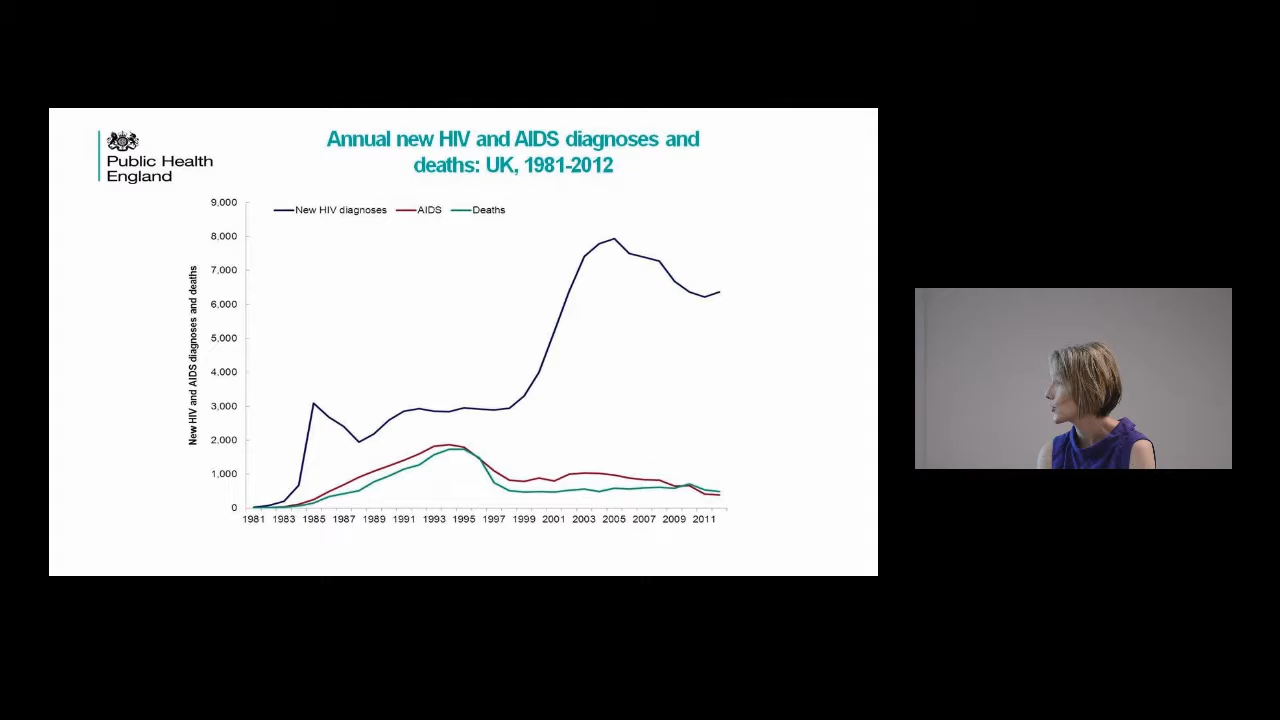 Public Health
England
Annual new HIV and AIDS diagnoses and
deaths: UK, 1981-2012
New HIV diagnoses AIDS Deaths
New HIV and AIDS diagnoses and deaths
9,000
8,000
7,000
6,000
5,000
4,000
3,000
2,000
1,000
0
1981 1983 1985 1987 1989 1991 1993 1995 1997 1999 2001 2003 2005 2007 2009 2011